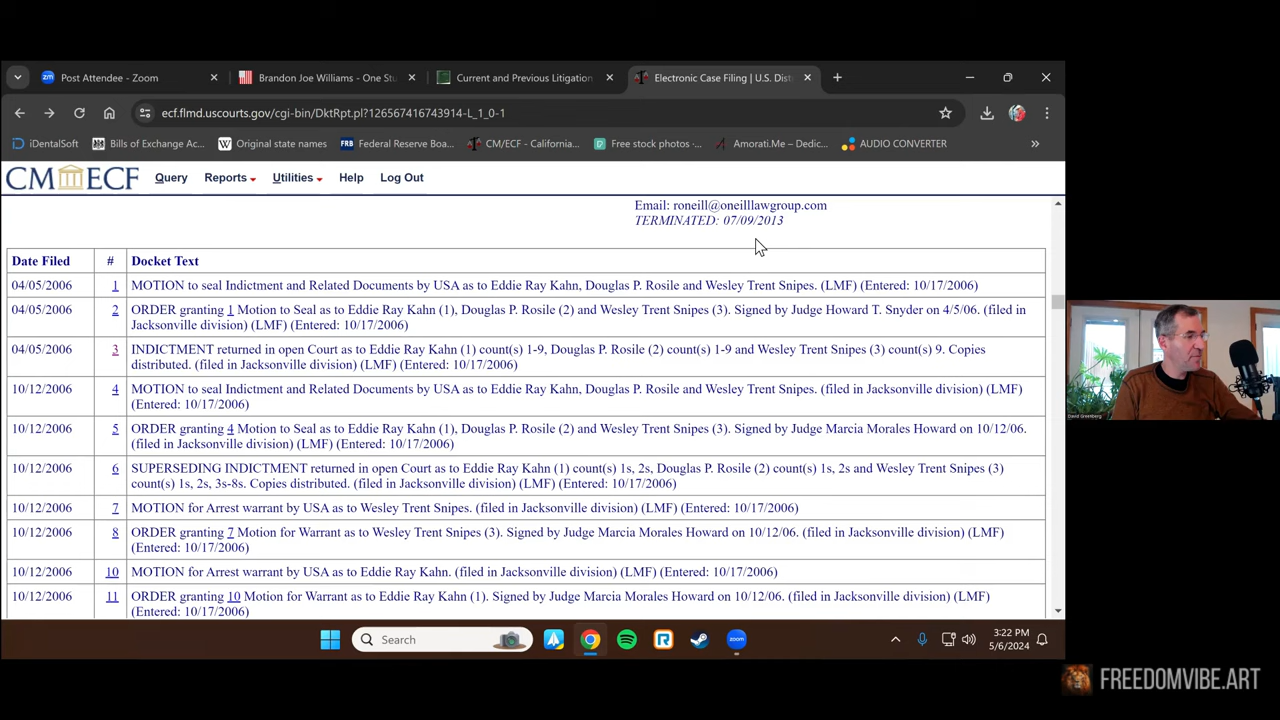 Post Attendee - Zoom
Brandon Joe Williams - One Stu
Current and Previous Litigation
Electronic Case Filing | U.S. Dist
ecf.flmd.uscourts.gov/cgi-bin/DktRpt.pl?126567416743914-L_1_0-1
iDentalSoft
Bills of Exchange Ac...
Original state names
Federal Reserve Boa...
CM/ECF - California...
Free stock photos -...
Amorati.Me – Dedic...
AUDIO CONVERTER
CM ECF Query Reports Utilities Help Log Out
Email: roneill@oneilllawgroup.com
TERMINATED: 07/09/2013
Date Filed # Docket Text
04/05/2006 1 MOTION to seal Indictment and Related Documents by USA as to Eddie Ray Kahn, Douglas P. Rosile and Wesley Trent Snipes. (LMF) (Entered: 10/17/2006)
04/05/2006 2 ORDER granting 1 Motion to Seal as to Eddie Ray Kahn (1), Douglas P. Rosile (2) and Wesley Trent Snipes (3). Signed by Judge Howard T. Snyder on 4/5/06. (filed in
Jacksonville division) (LMF) (Entered: 10/17/2006)
04/05/2006 3 INDICTMENT returned in open Court as to Eddie Ray Kahn (1) count(s) 1-9, Douglas P. Rosile (2) count(s) 1-9 and Wesley Trent Snipes (3) count(s) 9. Copies
distributed. (filed in Jacksonville division) (LMF) (Entered: 10/17/2006)
10/12/2006 4 MOTION to seal Indictment and Related Documents by USA as to Eddie Ray Kahn, Douglas P. Rosile and Wesley Trent Snipes. (filed in Jacksonville division) (LMF)
(Entered: 10/17/2006)
10/12/2006 5 ORDER granting 4 Motion to Seal as to Eddie Ray Kahn (1), Douglas P. Rosile (2) and Wesley Trent Snipes (3). Signed by Judge Marcia Morales Howard on 10/12/06.
(filed in Jacksonville division) (LMF) (Entered: 10/17/2006)
10/12/2006 6 SUPERSEDING INDICTMENT returned in open Court as to Eddie Ray Kahn (1) count(s) 1s, 2s, Douglas P. Rosile (2) count(s) 1s, 2s and Wesley Trent Snipes (3)
count(s) 1s, 2s, 3s-8s. Copies distributed. (filed in Jacksonville division) (LMF) (Entered: 10/17/2006)
10/12/2006 7 MOTION for Arrest warrant by USA as to Wesley Trent Snipes. (filed in Jacksonville division) (LMF) (Entered: 10/17/2006)
10/12/2006 8 ORDER granting 7 Motion for Warrant as to Wesley Trent Snipes (3). Signed by Judge Marcia Morales Howard on 10/12/06. (filed in Jacksonville division) (LMF)
(Entered: 10/17/2006)
10/12/2006 10 MOTION for Arrest warrant by USA as to Eddie Ray Kahn. (filed in Jacksonville division) (LMF) (Entered: 10/17/2006)
10/12/2006 11 ORDER granting 10 Motion for Warrant as to Eddie Ray Kahn (1). Signed by Judge Marcia Morales Howard on 10/12/06. (filed in Jacksonville division) (LMF)
(Entered: 10/17/2006)
David Greenberg
Search
3:22 PM
5/6/2024
FREEDOMVIBE.ART